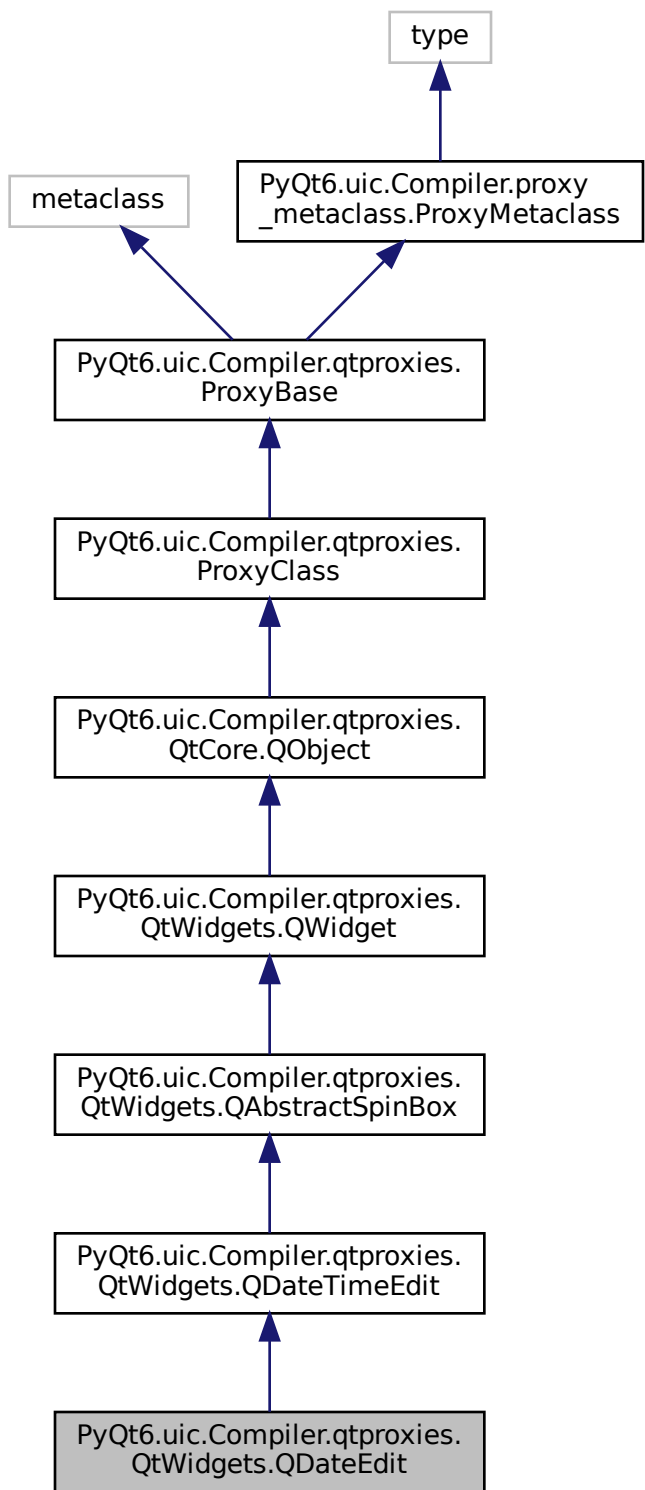 type
metaclass
PyQt6.uic.Compiler.proxy
_metaclass.ProxyMetaclass
PyQt6.uic.Compiler.qtproxies.
ProxyBase
PyQt6.uic.Compiler.qtproxies.
ProxyClass
PyQt6.uic.Compiler.qtproxies.
QtCore.QObject
PyQt6.uic.Compiler.qtproxies.
QtWidgets.QWidget
PyQt6.uic.Compiler.qtproxies.
QtWidgets.QAbstractSpinBox
PyQt6.uic.Compiler.qtproxies.
QtWidgets.QDateTimeEdit
PyQt6.uic.Compiler.qtproxies.
QtWidgets.QDateEdit